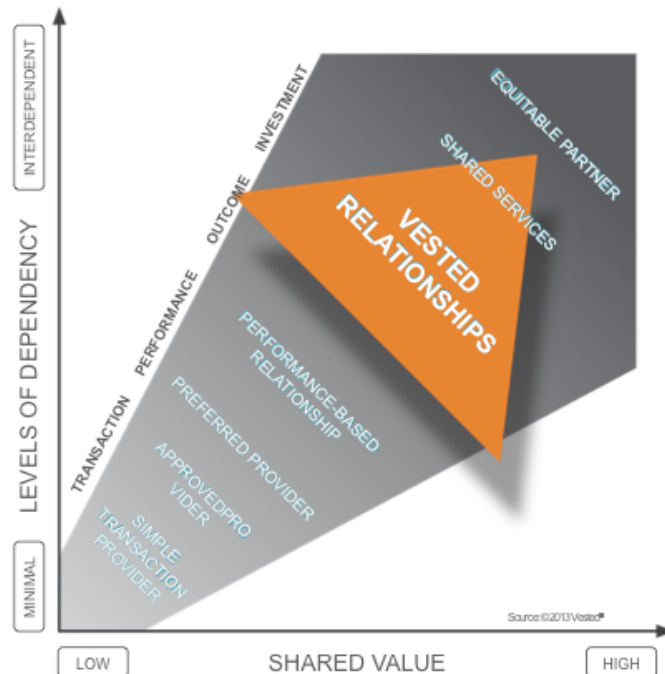 INTERDEPENDENT
LEVELS OF DEPENDENCY
MINIMAL
INVESTMENT
OUTCOME
PERFORMANCE
TRANSACTION
EQUITABLE PARTNER
SHARED SERVICES
VESTED
RELATIONSHIPS
PERFORMANCE-BASED
RELATIONSHIP
PREFERRED PROVIDER
APPROVEDPRO
VIDER
SIMPLE
TRANSACTION
PROVIDER
Source:©2013 Vested®
LOW
SHARED VALUE
HIGH